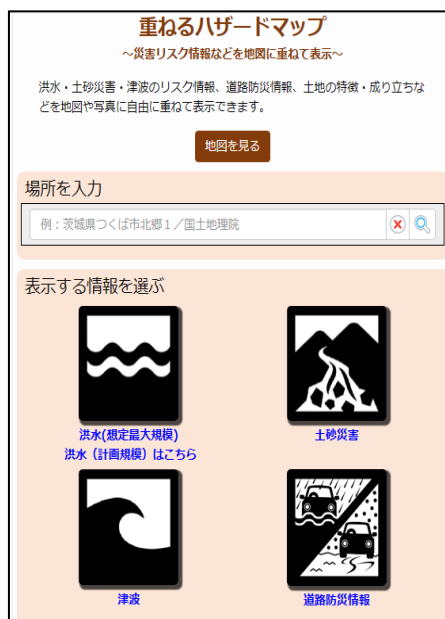 重ねるハザードマップ
～災害リスク情報などを地図に重ねて表示～
洪水・土砂災害・津波のリスク情報、道路防災情報、土地の特徴・成り立ちな
どを地図や写真に自由に重ねて表示できます。
地図を見る
場所を入力
例：茨城県つくば市北郷１／国土地理院
表示する情報を選ぶ
洪水(想定最大規模)
洪水（計画規模）はこちら
土砂災害
津波
道路防災情報